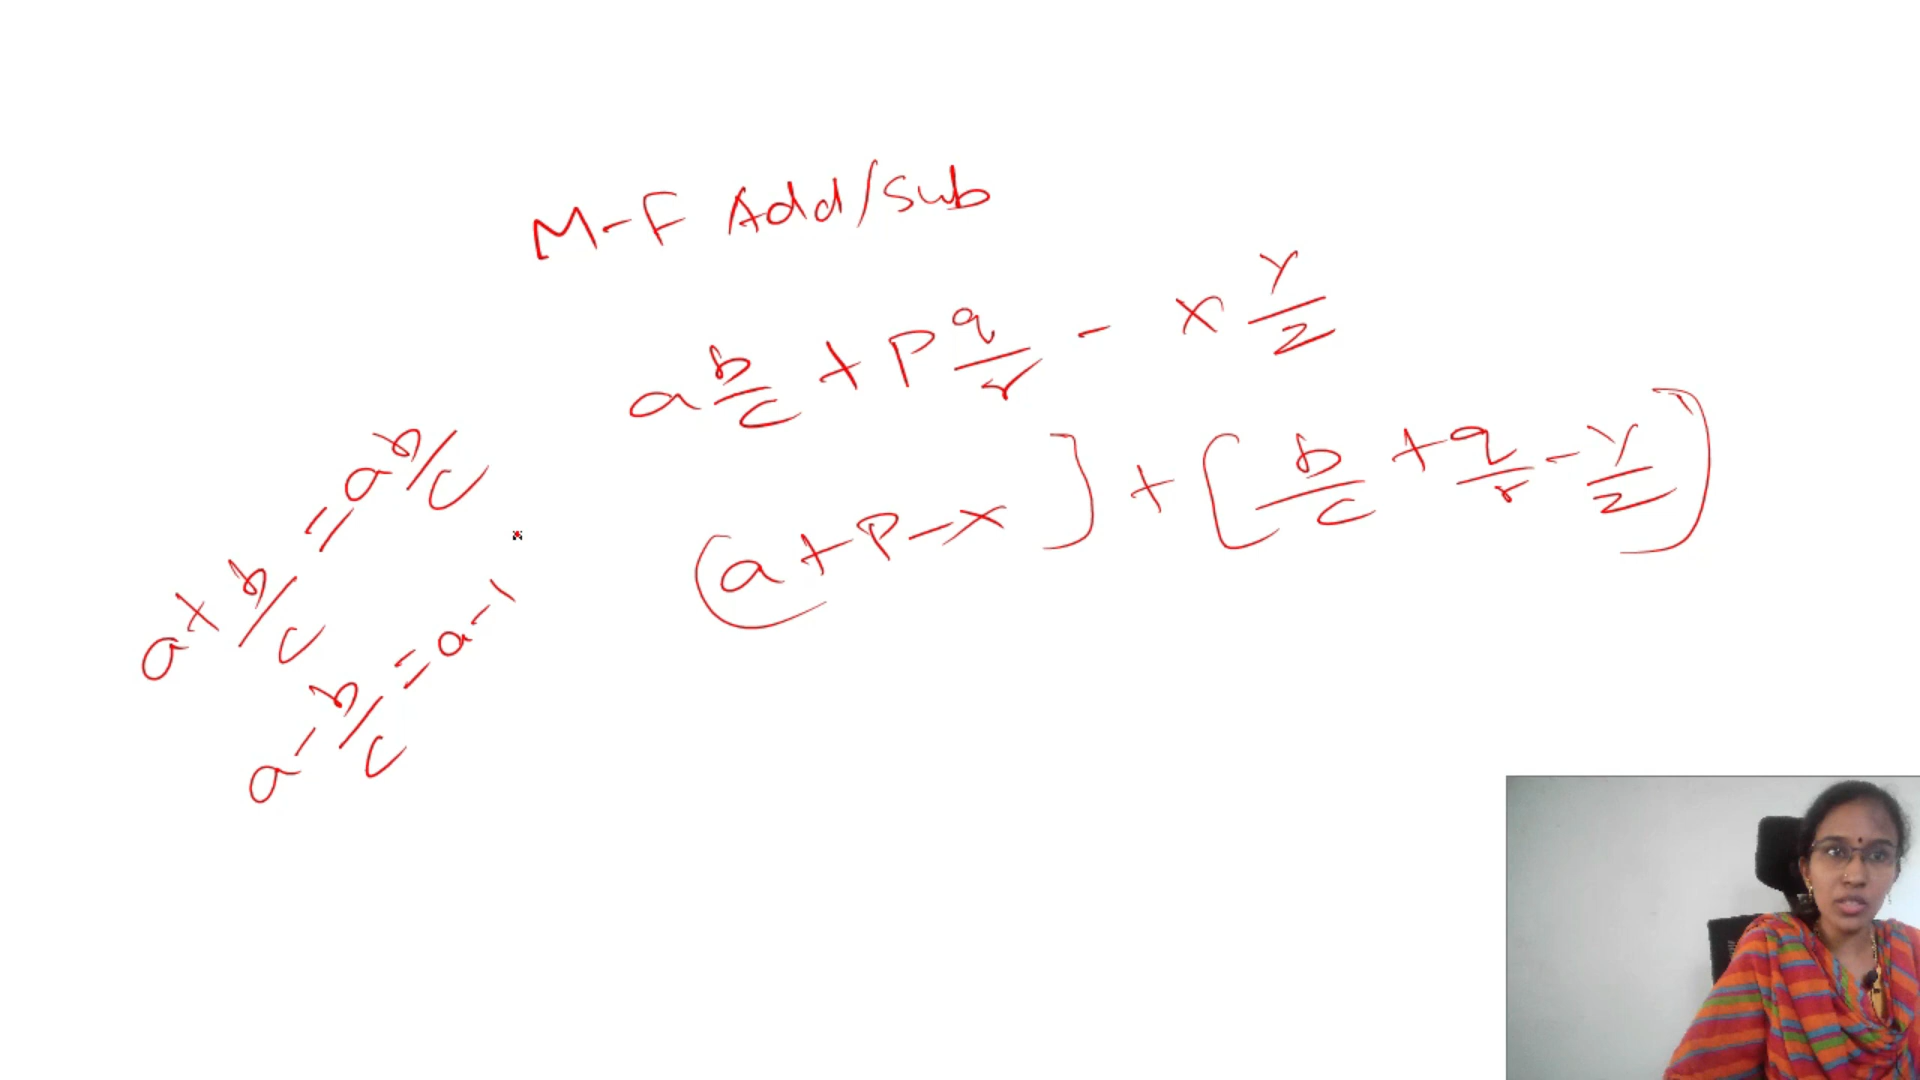 M-F Add/Sub
a b/c + p q/r - x y/z
(a+p-x] + [b/c + q/r - y/z]
a + b/c = a b/c
a - b/c = a-1